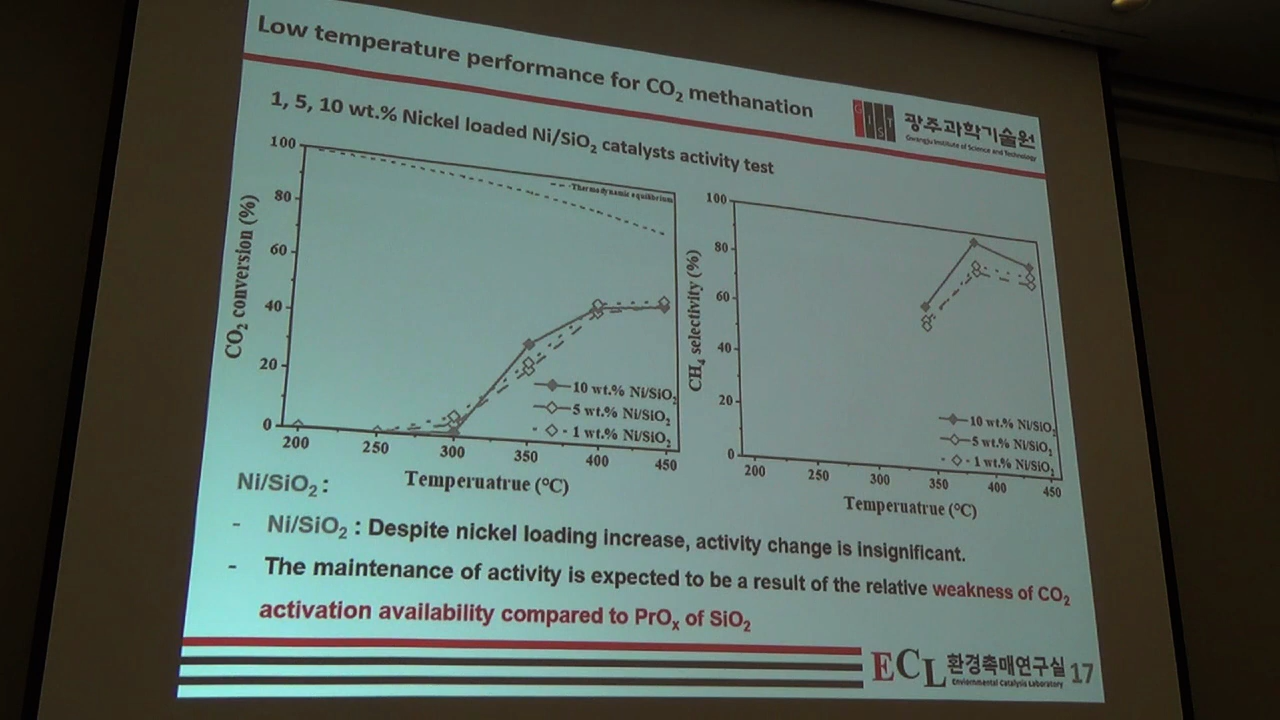 Low temperature performance for CO₂ methanation
GIST
광주과학기술원
Gwangju Institute of Science and Technology
1, 5, 10 wt.% Nickel loaded Ni/SiO₂ catalysts activity test
100
80
60
40
20
0
CO₂ conversion (%)
Thermodynamic equilibrium
10 wt.% Ni/SiO₂
5 wt.% Ni/SiO₂
1 wt.% Ni/SiO₂
200 250 300 350 400 450
Temperuatrue (°C)
100
80
60
40
20
0
CH₄ selectivity (%)
10 wt.% Ni/SiO₂
5 wt.% Ni/SiO₂
1 wt.% Ni/SiO₂
200 250 300 350 400 450
Temperuatrue (°C)
Ni/SiO₂ :
- Ni/SiO₂ : Despite nickel loading increase, activity change is insignificant.
- The maintenance of activity is expected to be a result of the relative weakness of CO₂
activation availability compared to PrOₓ of SiO₂
ECL 환경촉매연구실 17
Enviornmental Catalysis Laboratory